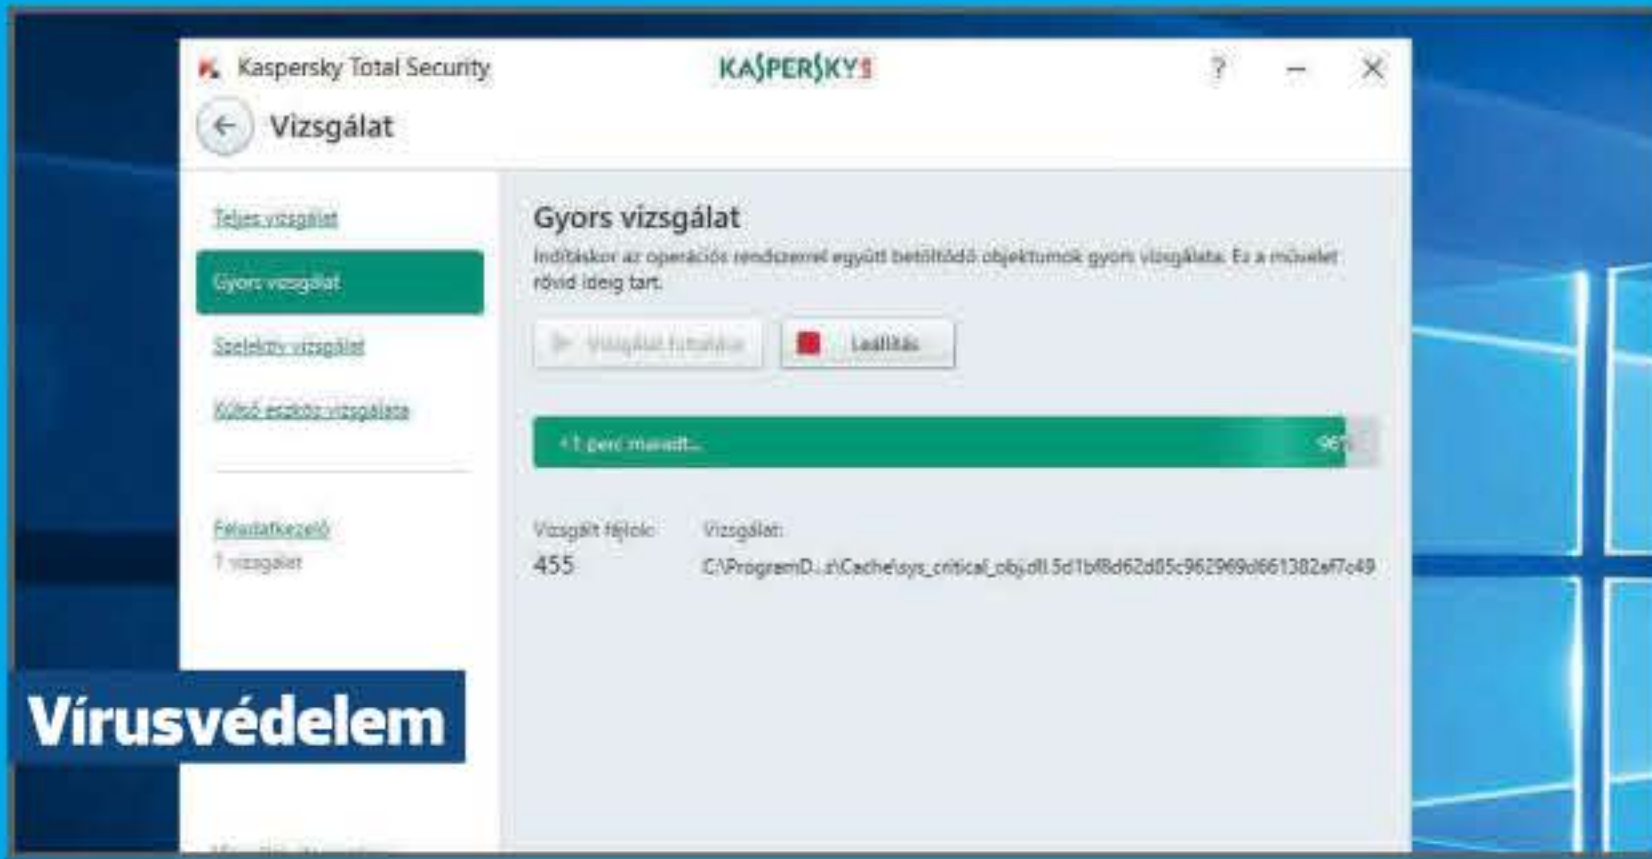 Kaspersky Total Security
KASPERSKY
?
Vizsgálat
Teljes vizsgálat
Gyors vizsgálat
Szelektív vizsgálat
Külső eszköz vizsgálata
Feladatkezelő
1 vizsgálat
Gyors vizsgálat
Indításkor az operációs rendszerrel együtt betöltődő objektumok gyors vizsgálata. Ez a művelet
rövid ideig tart.
Vizsgálat futtatása
Leállítás
<1 perc maradt...
96%
Vizsgált fájlok:
455
Vizsgálat:
C:\ProgramD...z\Cache\sys_critical_obj.dll.5d1bf8d62d85c962969d661382ef7c49
Vírusvédelem